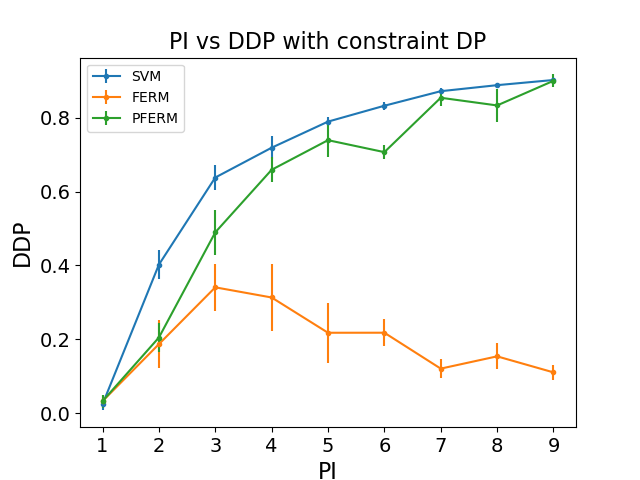 PI vs DDP with constraint DP
SVM
FERM
PFERM
DDP
0.8
0.6
0.4
0.2
0.0
1 2 3 4 5 6 7 8 9
PI